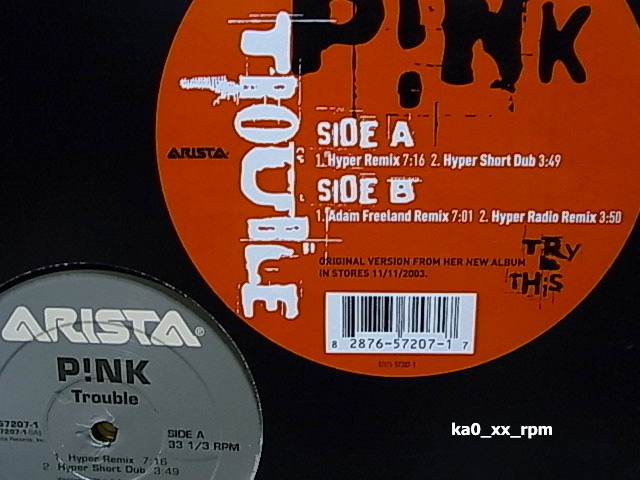 P!NK
"TROUBLE"
ARISTA.
SIDE A
1. Hyper Remix 7:16 2. Hyper Short Dub 3:49
SIDE B
1. Adam Freeland Remix 7:01 2. Hyper Radio Remix 3:50
ORIGINAL VERSION FROM HER NEW ALBUM
IN STORES 11/11/2003.
TRY
THIS
8 2876-57207-1 7
ARISTA®
P!NK
Trouble
57207-1
SIDE A
33 1/3 RPM
1. Hyper Remix 7:16
2. Hyper Short Dub 3:49
ka0_xx_rpm